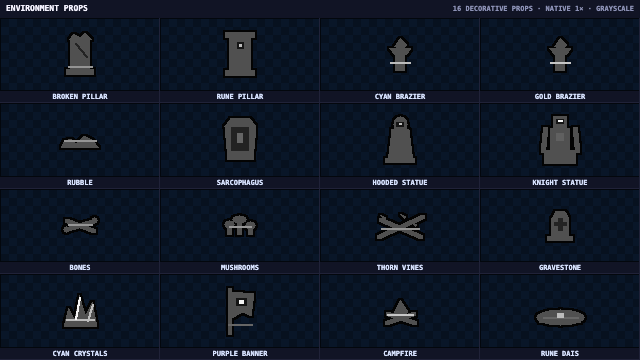 ENVIRONMENT PROPS
16 DECORATIVE PROPS · NATIVE 1× · GRAYSCALE
BROKEN PILLAR
RUNE PILLAR
CYAN BRAZIER
GOLD BRAZIER
RUBBLE
SARCOPHAGUS
HOODED STATUE
KNIGHT STATUE
BONES
MUSHROOMS
THORN VINES
GRAVESTONE
CYAN CRYSTALS
PURPLE BANNER
CAMPFIRE
RUNE DAIS